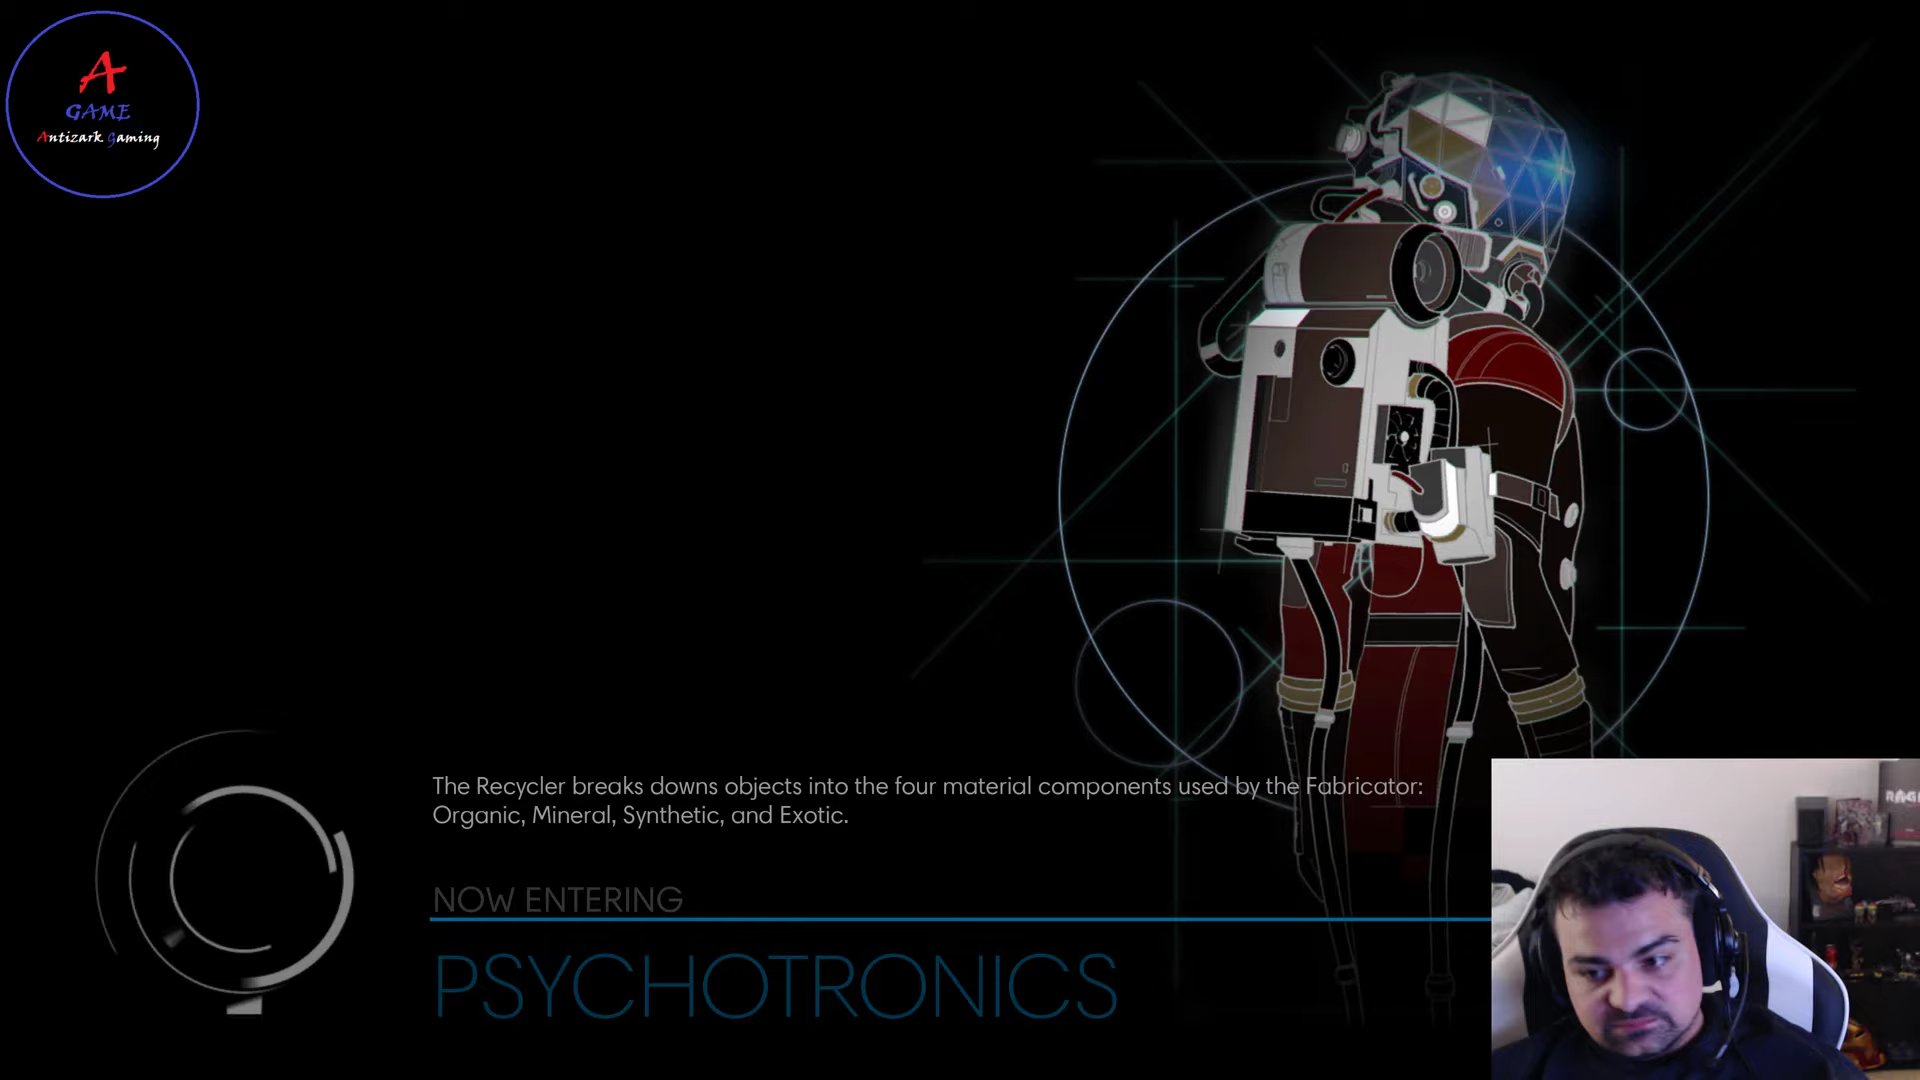 A
GAME
Antizark Gaming
The Recycler breaks downs objects into the four material components used by the Fabricator:
Organic, Mineral, Synthetic, and Exotic.
NOW ENTERING
PSYCHOTRONICS
RAGE